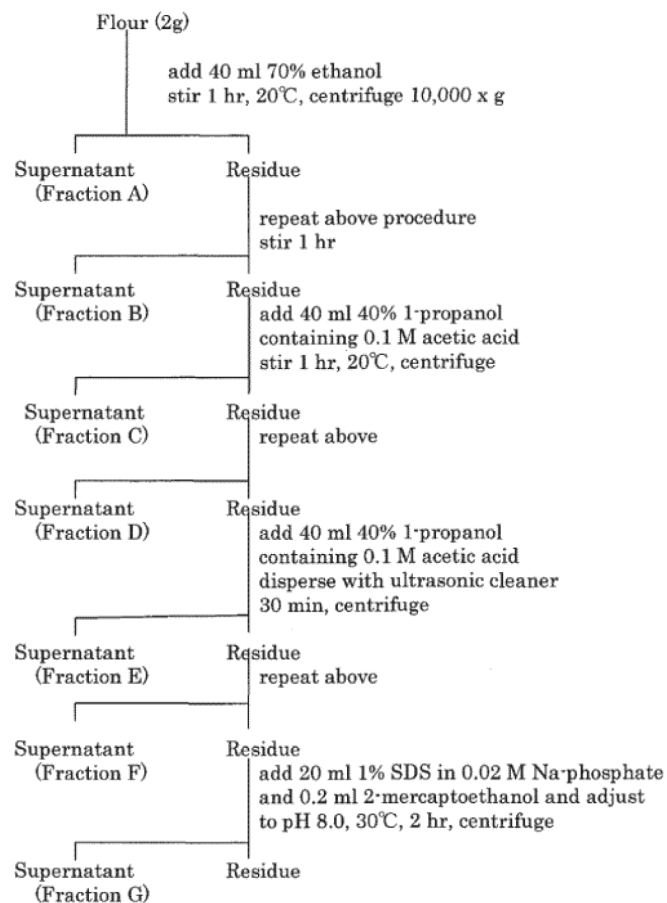 Flour (2g)
add 40 ml 70% ethanol
stir 1 hr, 20℃, centrifuge 10,000 x g
Supernatant
(Fraction A)
Residue
repeat above procedure
stir 1 hr
Supernatant
(Fraction B)
Residue
add 40 ml 40% 1-propanol
containing 0.1 M acetic acid
stir 1 hr, 20℃, centrifuge
Supernatant
(Fraction C)
Residue
repeat above
Supernatant
(Fraction D)
Residue
add 40 ml 40% 1-propanol
containing 0.1 M acetic acid
disperse with ultrasonic cleaner
30 min, centrifuge
Supernatant
(Fraction E)
Residue
repeat above
Supernatant
(Fraction F)
Residue
add 20 ml 1% SDS in 0.02 M Na-phosphate
and 0.2 ml 2-mercaptoethanol and adjust
to pH 8.0, 30℃, 2 hr, centrifuge
Supernatant
(Fraction G)
Residue